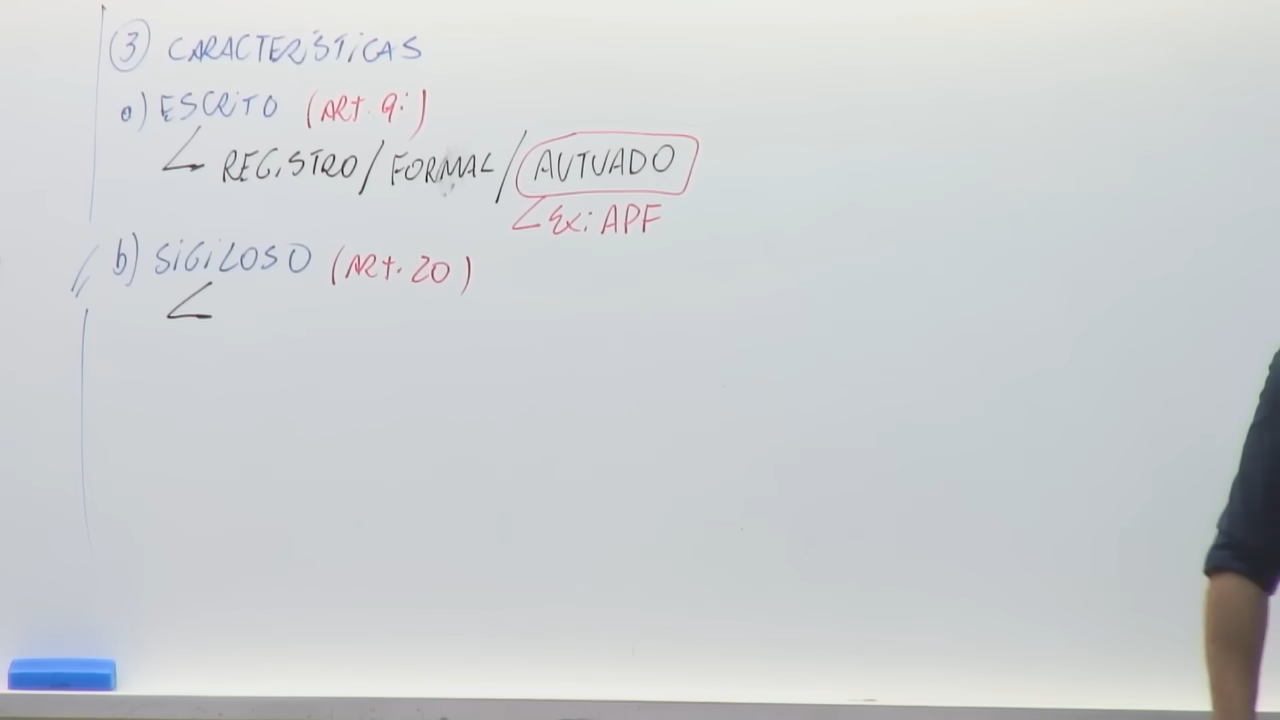 3 CARACTERÍSTICAS
a) ESCRITO (ART. 9º)
REGISTRO / FORMAL / AUTUADO
EX: APF
b) SIGILOSO (ART. 20)